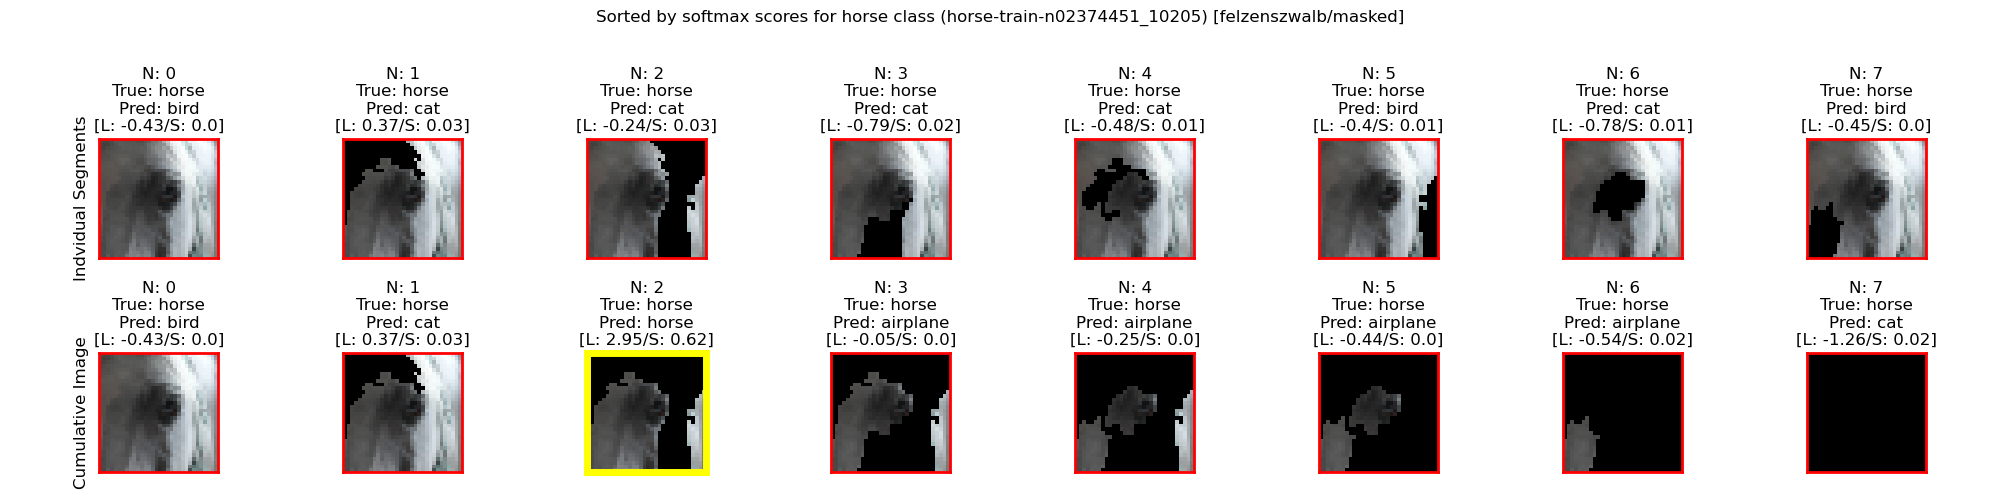 Sorted by softmax scores for horse class (horse-train-n02374451_10205) [felzenszwalb/masked]
Indvidual Segments
N: 0
True: horse
Pred: bird
[L: -0.43/S: 0.0]
N: 1
True: horse
Pred: cat
[L: 0.37/S: 0.03]
N: 2
True: horse
Pred: cat
[L: -0.24/S: 0.03]
N: 3
True: horse
Pred: cat
[L: -0.79/S: 0.02]
N: 4
True: horse
Pred: cat
[L: -0.48/S: 0.01]
N: 5
True: horse
Pred: bird
[L: -0.4/S: 0.01]
N: 6
True: horse
Pred: cat
[L: -0.78/S: 0.01]
N: 7
True: horse
Pred: bird
[L: -0.45/S: 0.0]
Cumulative Image
N: 0
True: horse
Pred: bird
[L: -0.43/S: 0.0]
N: 1
True: horse
Pred: cat
[L: 0.37/S: 0.03]
N: 2
True: horse
Pred: horse
[L: 2.95/S: 0.62]
N: 3
True: horse
Pred: airplane
[L: -0.05/S: 0.0]
N: 4
True: horse
Pred: airplane
[L: -0.25/S: 0.0]
N: 5
True: horse
Pred: airplane
[L: -0.44/S: 0.0]
N: 6
True: horse
Pred: airplane
[L: -0.54/S: 0.02]
N: 7
True: horse
Pred: cat
[L: -1.26/S: 0.02]